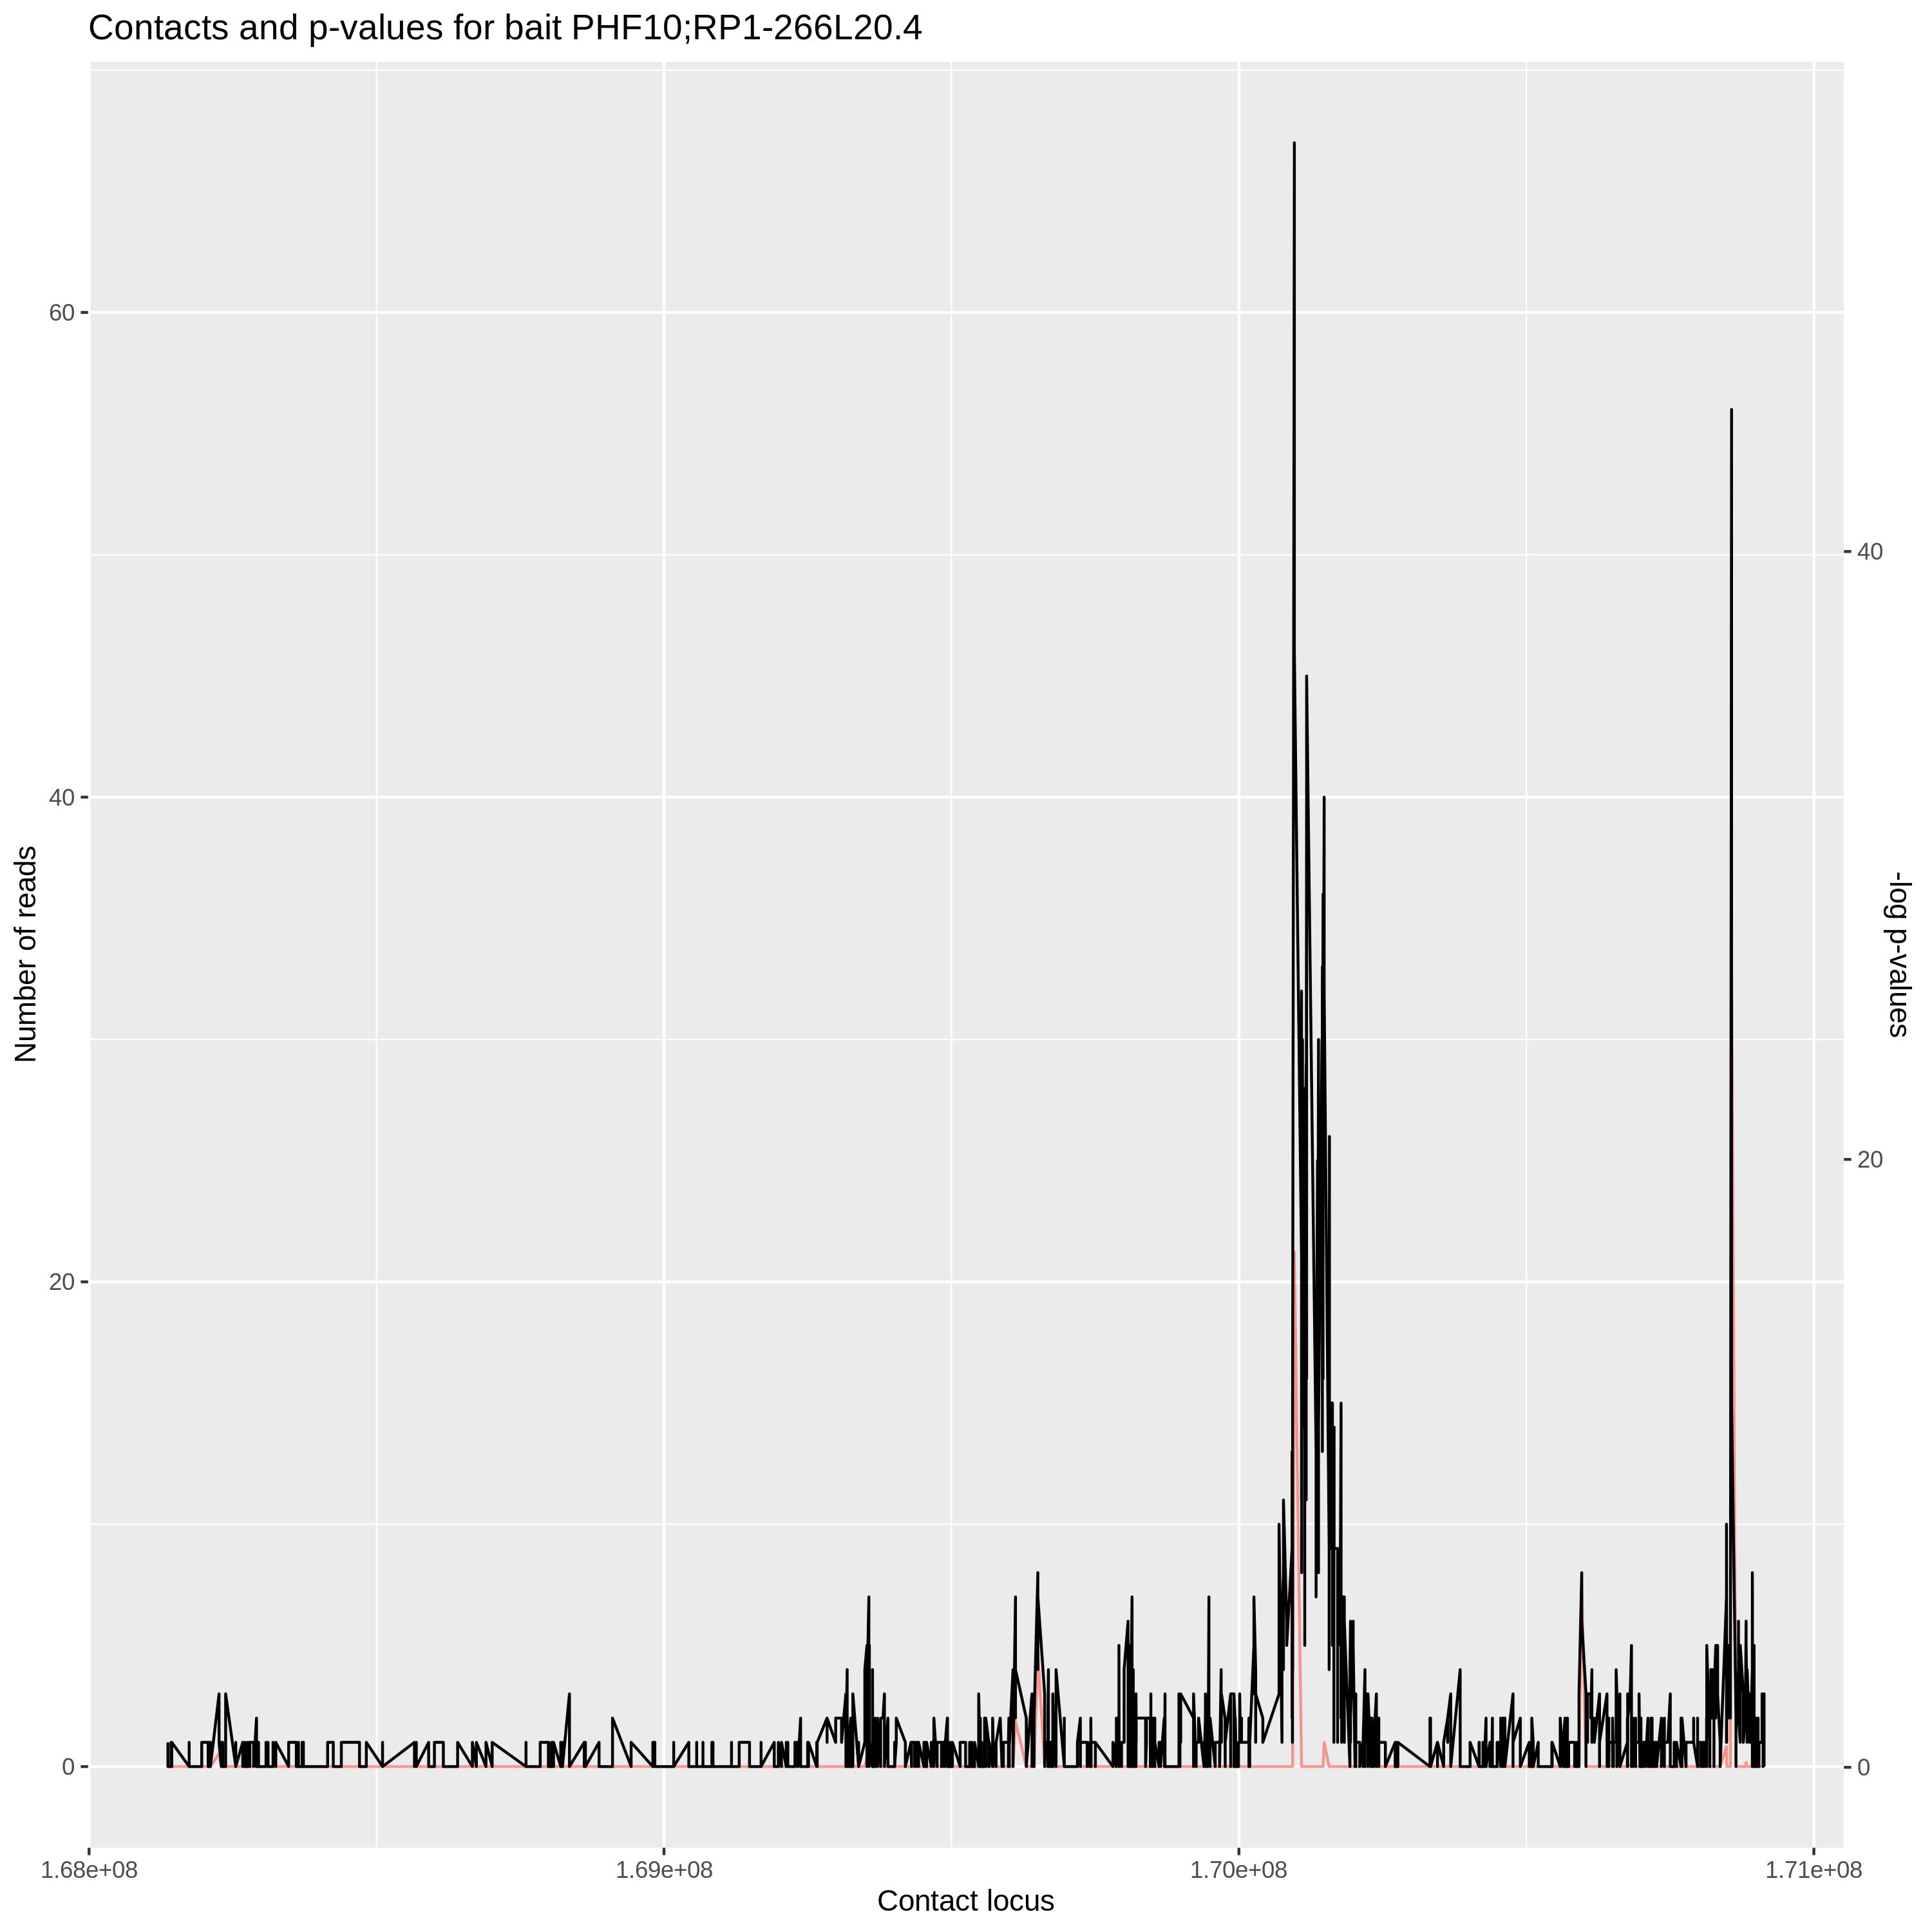 Contacts and p-values for bait PHF10;RP1-266L20.4
60
40
20
0
Number of reads
40
20
0
-log p-values
1.68e+08
1.69e+08
1.70e+08
1.71e+08
Contact locus